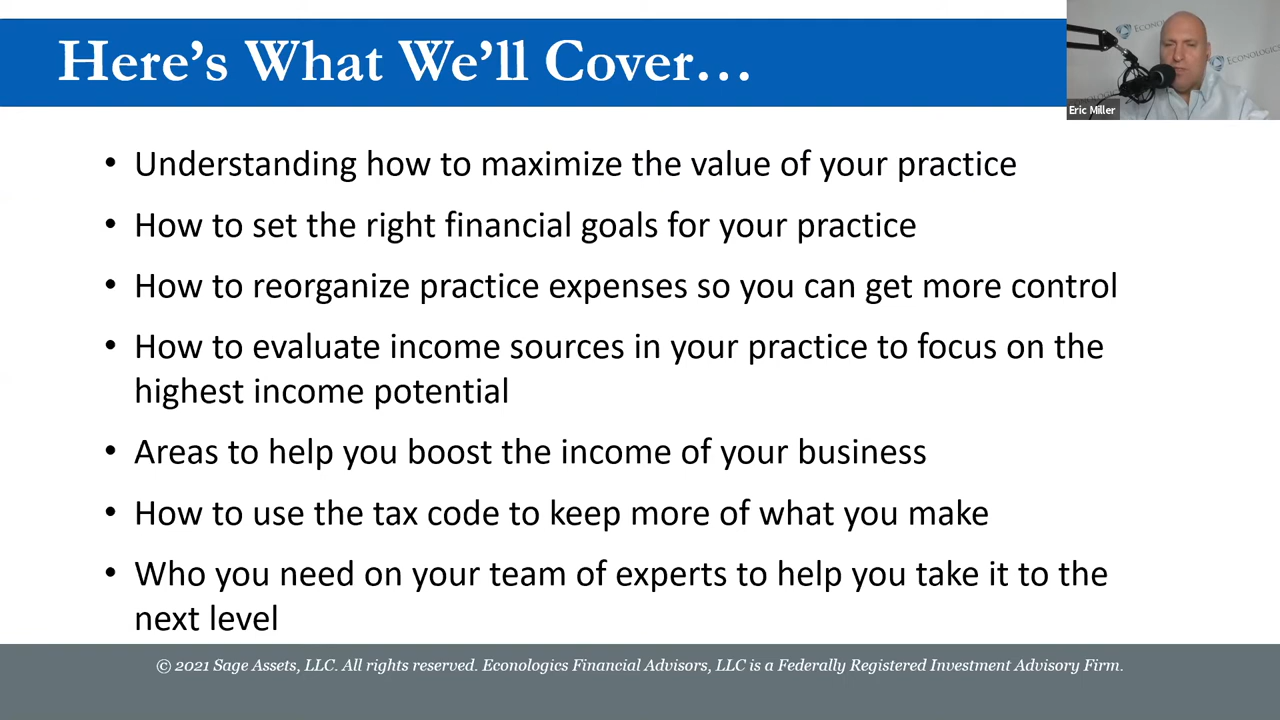 Here's What We'll Cover...
ECONOLOGICS
Eric Miller
• Understanding how to maximize the value of your practice
• How to set the right financial goals for your practice
• How to reorganize practice expenses so you can get more control
• How to evaluate income sources in your practice to focus on the
highest income potential
• Areas to help you boost the income of your business
• How to use the tax code to keep more of what you make
• Who you need on your team of experts to help you take it to the
next level
© 2021 Sage Assets, LLC. All rights reserved. Econologics Financial Advisors, LLC is a Federally Registered Investment Advisory Firm.